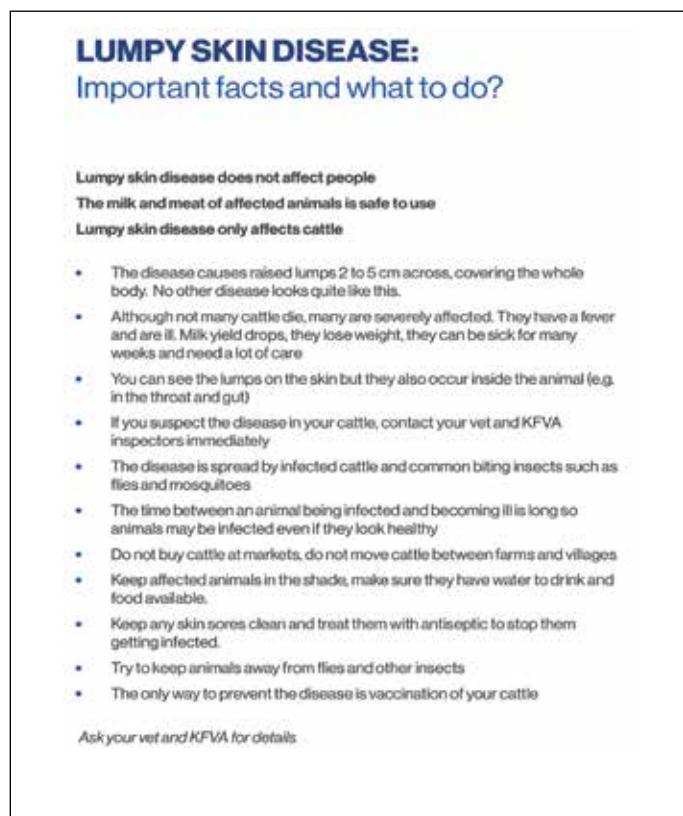 LUMPY SKIN DISEASE:
Important facts and what to do?
Lumpy skin disease does not affect people
The milk and meat of affected animals is safe to use
Lumpy skin disease only affects cattle
• The disease causes raised lumps 2 to 5 cm across, covering the whole
body. No other disease looks quite like this.
• Although not many cattle die, many are severely affected. They have a fever
and are ill. Milk yield drops, they lose weight, they can be sick for many
weeks and need a lot of care
• You can see the lumps on the skin but they also occur inside the animal (e.g.
in the throat and gut)
• If you suspect the disease in your cattle, contact your vet and KFVA
inspectors immediately
• The disease is spread by infected cattle and common biting insects such as
flies and mosquitoes
• The time between an animal being infected and becoming ill is long so
animals may be infected even if they look healthy
• Do not buy cattle at markets, do not move cattle between farms and villages
• Keep affected animals in the shade, make sure they have water to drink and
food available.
• Keep any skin sores clean and treat them with antiseptic to stop them
getting infected.
• Try to keep animals away from flies and other insects
• The only way to prevent the disease is vaccination of your cattle
Ask your vet and KFVA for details